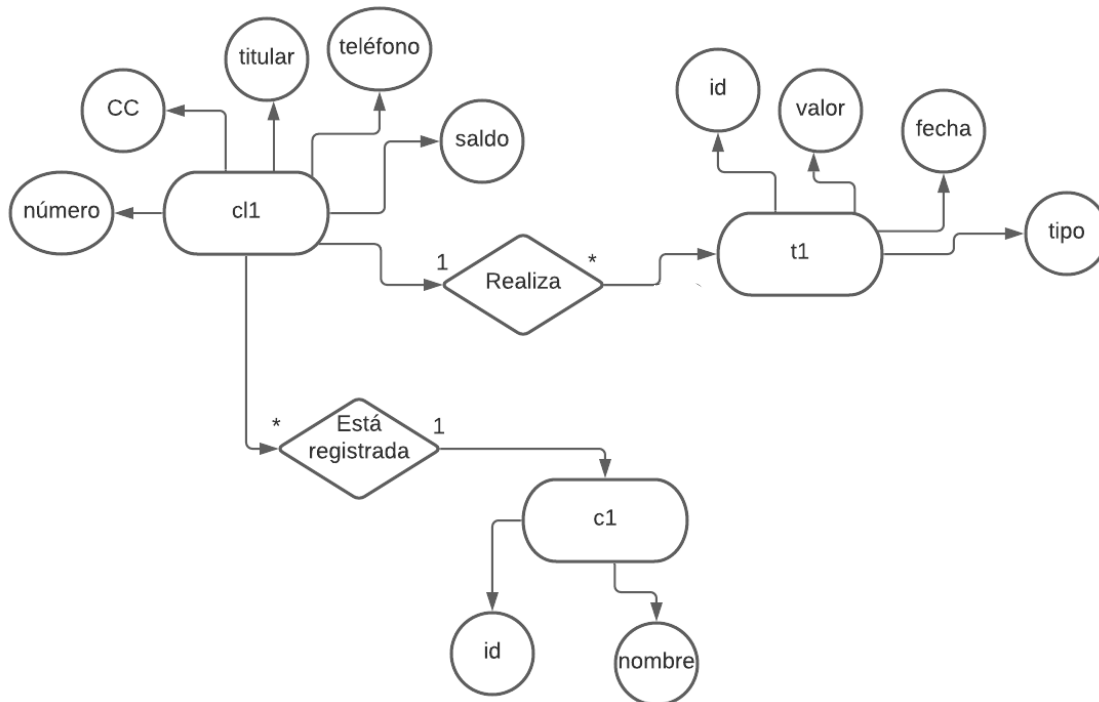 teléfono
titular
CC
saldo
número
cl1
id
valor
fecha
tipo
t1
1
Realiza
*
*
Está
registrada
1
c1
id
nombre